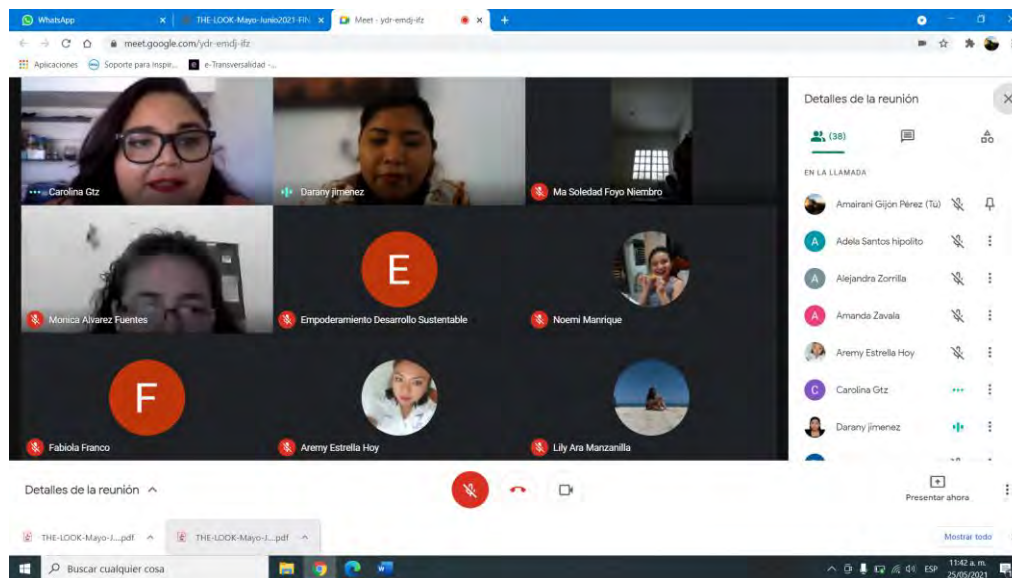 WhatsApp
THE-LOOK-Mayo-Junio2021-FIN
Meet - ydr-emdj-ifz
meet.google.com/ydr-emdj-ifz
Aplicaciones
Soporte para Inspir...
e-Transversalidad -...
Carolina Gtz
Darany jimenez
Ma Soledad Foyo Niembro
Monica Alvarez Fuentes
E
Empoderamiento Desarrollo Sustentable
Noemi Manrique
F
Fabiola Franco
Aremy Estrella Hoy
Lily Ara Manzanilla
Detalles de la reunión
(38)
EN LA LLAMADA
Amairani Gijón Pérez (Tú)
A Adela Santos hipolito
A Alejandra Zorrilla
A Amanda Zavala
Aremy Estrella Hoy
C Carolina Gtz
Darany jimenez
Detalles de la reunión
Presentar ahora
THE-LOOK-Mayo-J....pdf
THE-LOOK-Mayo-J....pdf
Mostrar todo
Buscar cualquier cosa
ESP
11:42 a. m.
25/05/2021